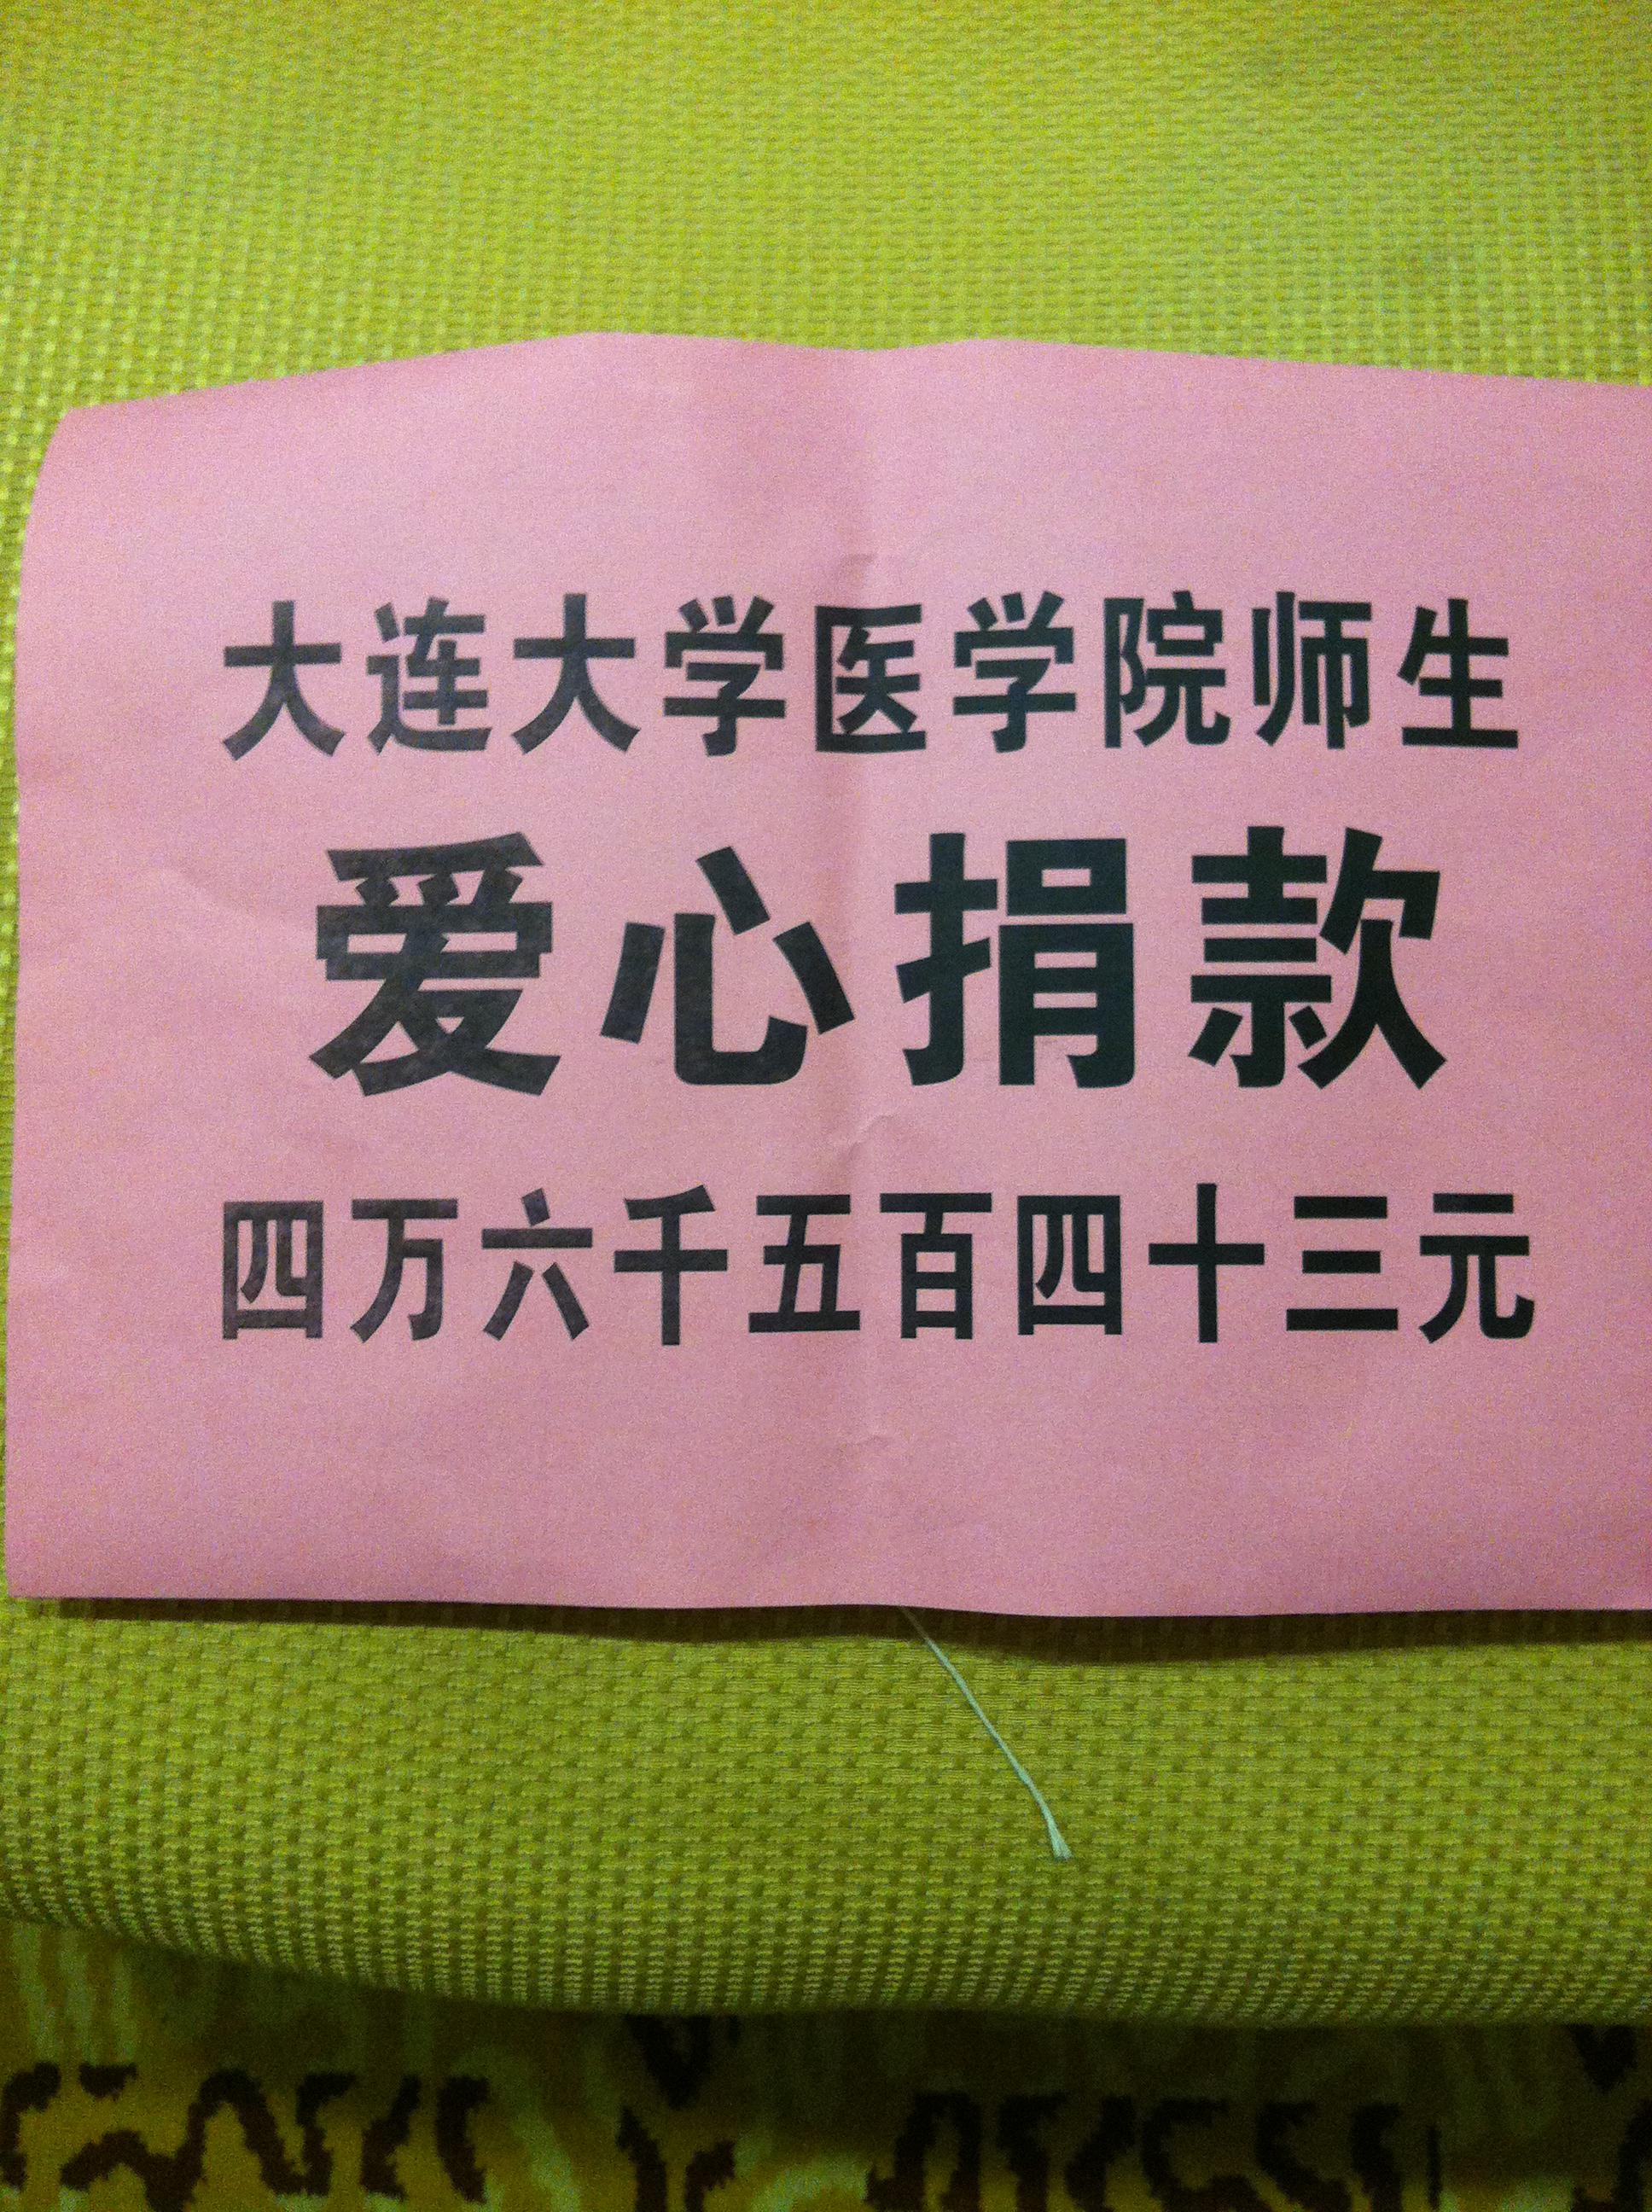 大连大学医学院师生
爱心捐款
四万六千五百四十三元